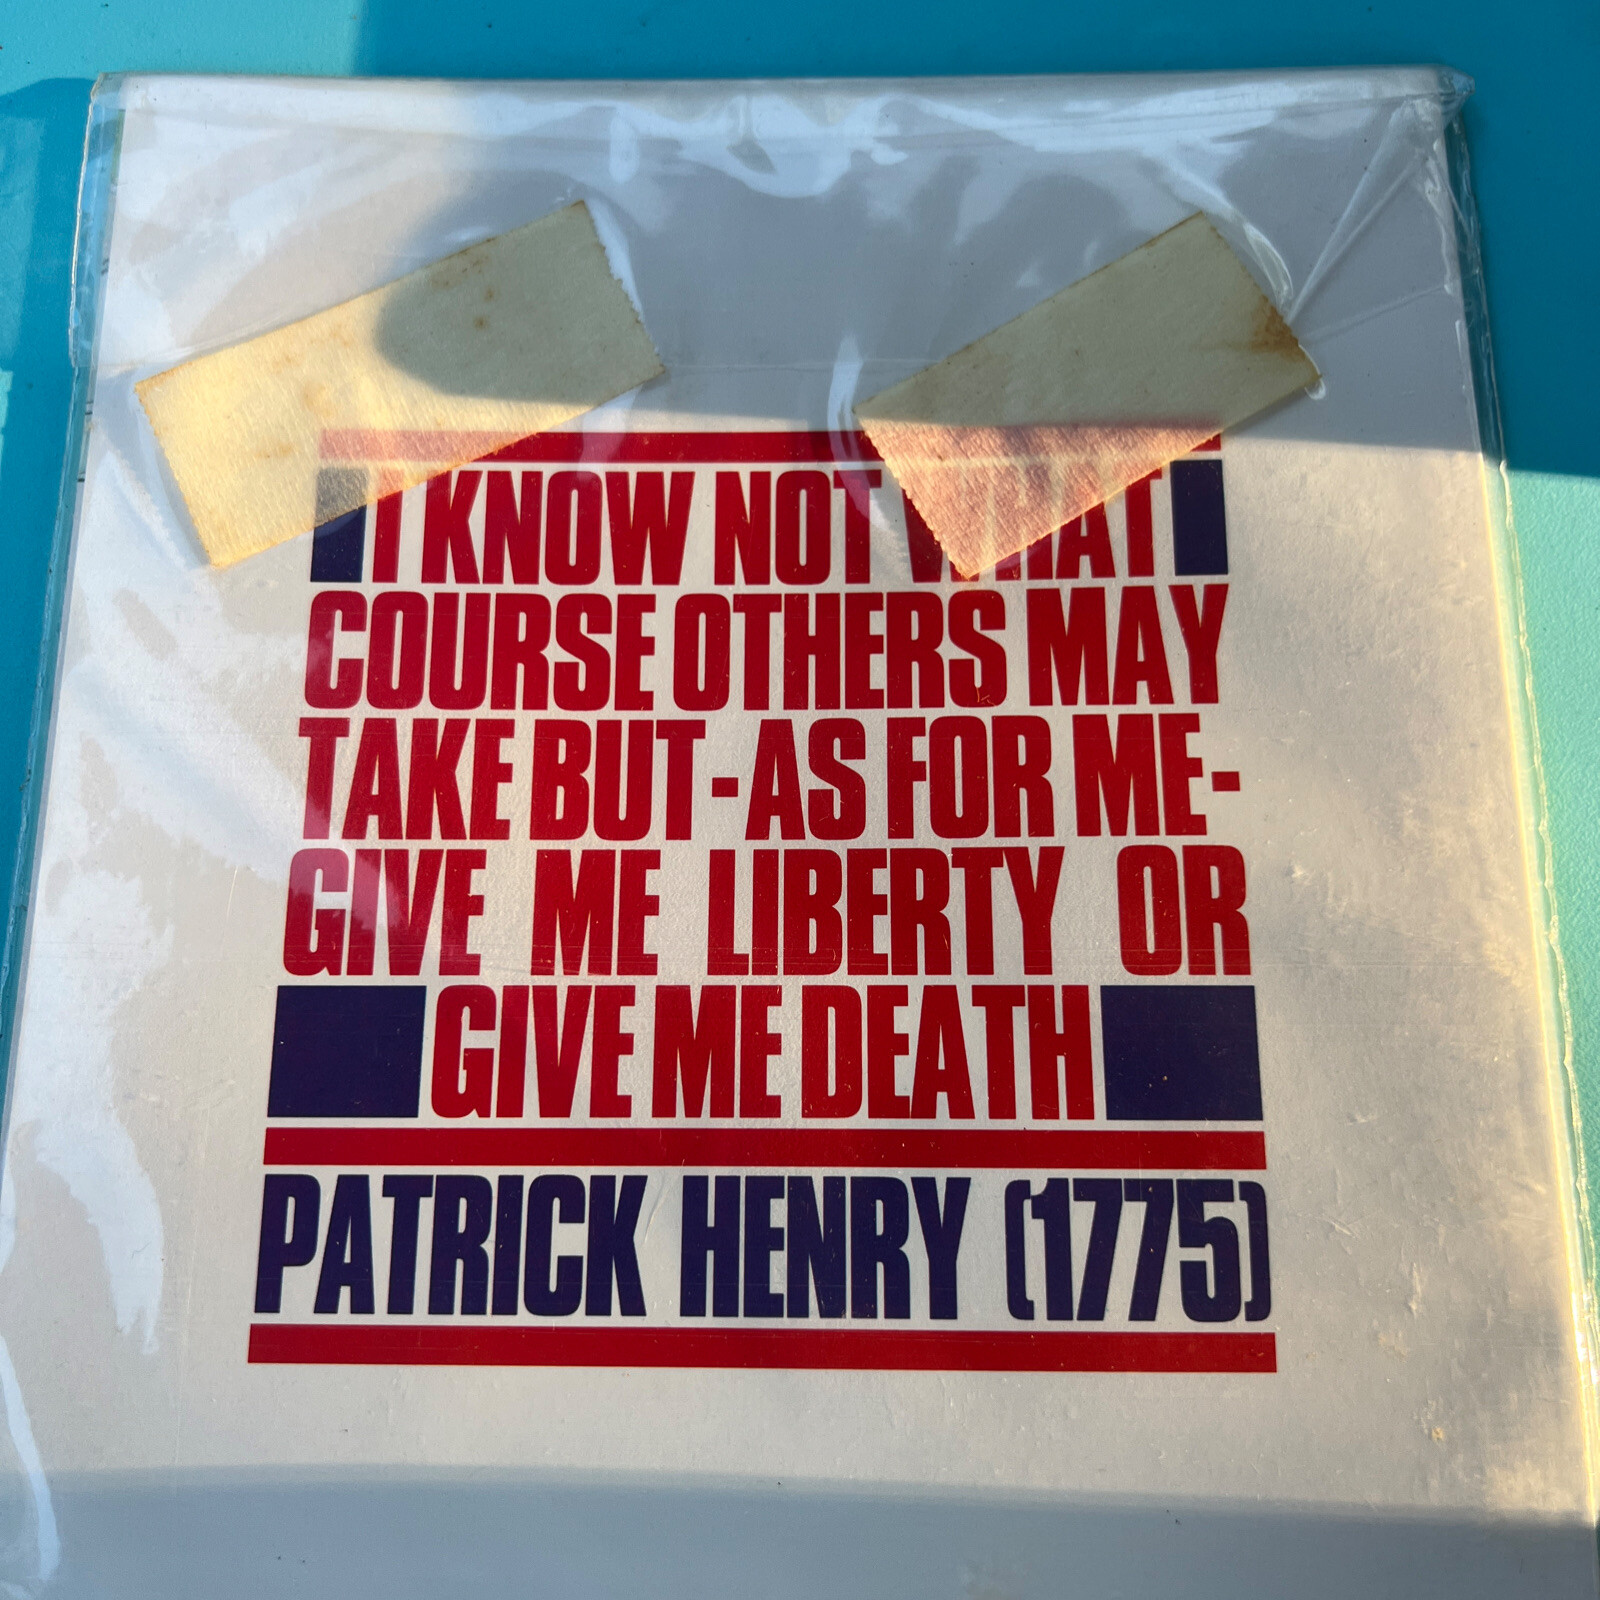 I KNOW NOT WHAT
COURSE OTHERS MAY
TAKE BUT - AS FOR ME -
GIVE ME LIBERTY OR
GIVE ME DEATH
PATRICK HENRY (1775)